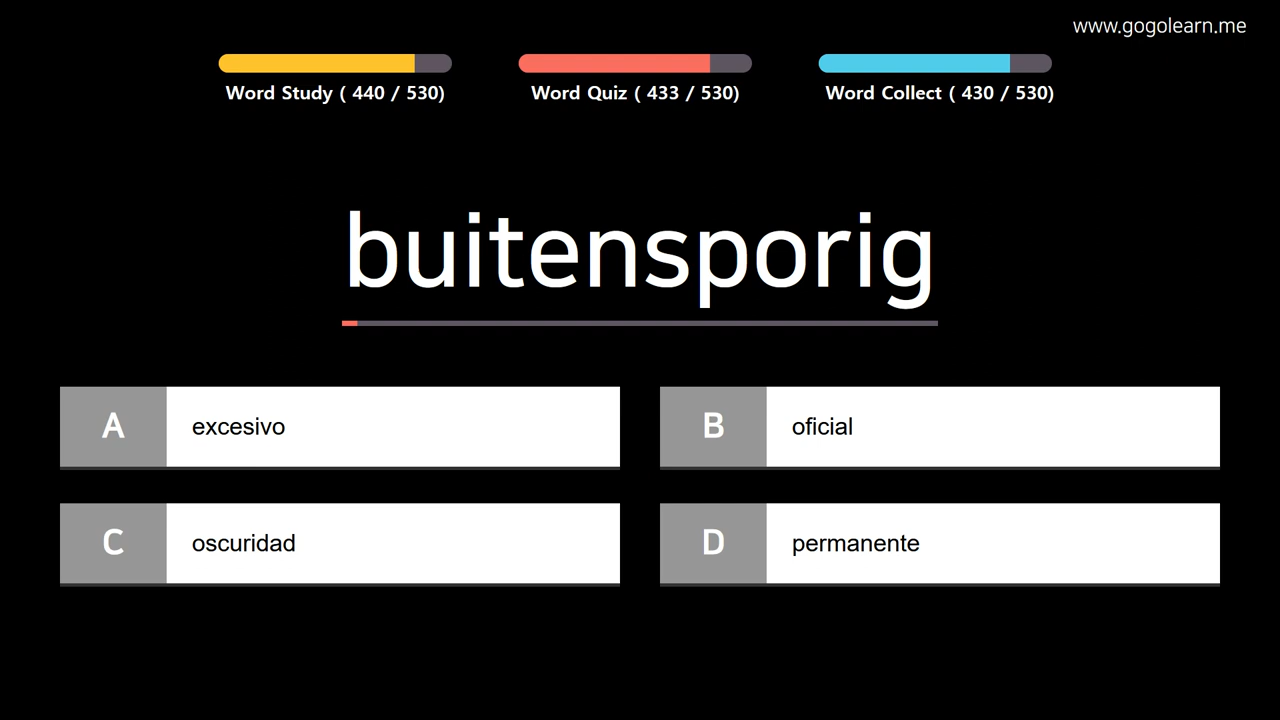 www.gogolearn.me
Word Study ( 440 / 530)
Word Quiz ( 433 / 530)
Word Collect ( 430 / 530)
buitensporig
A excesivo
B oficial
C oscuridad
D permanente